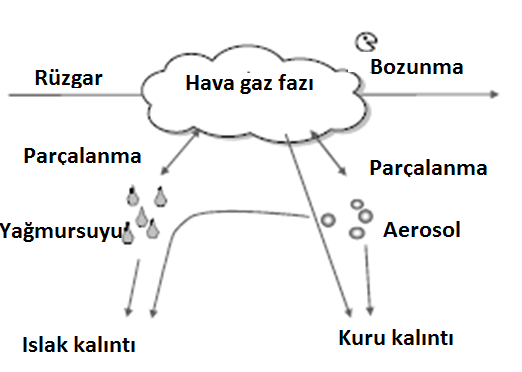 Rüzgar
Hava gaz fazı
Bozunma
Parçalanma
Parçalanma
Yağmursuyu
Aerosol
Islak kalıntı
Kuru kalıntı